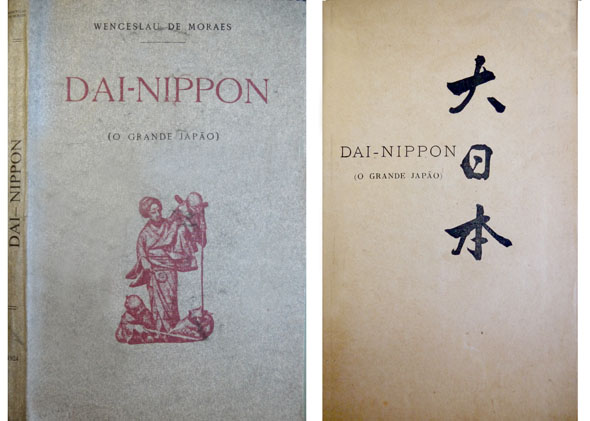 WENCESLAU DE MORAES
DAI-NIPPON
(O GRANDE JAPÃO)
DAI-NIPPON
大日本
DAI-NIPPON
(O GRANDE JAPÃO)